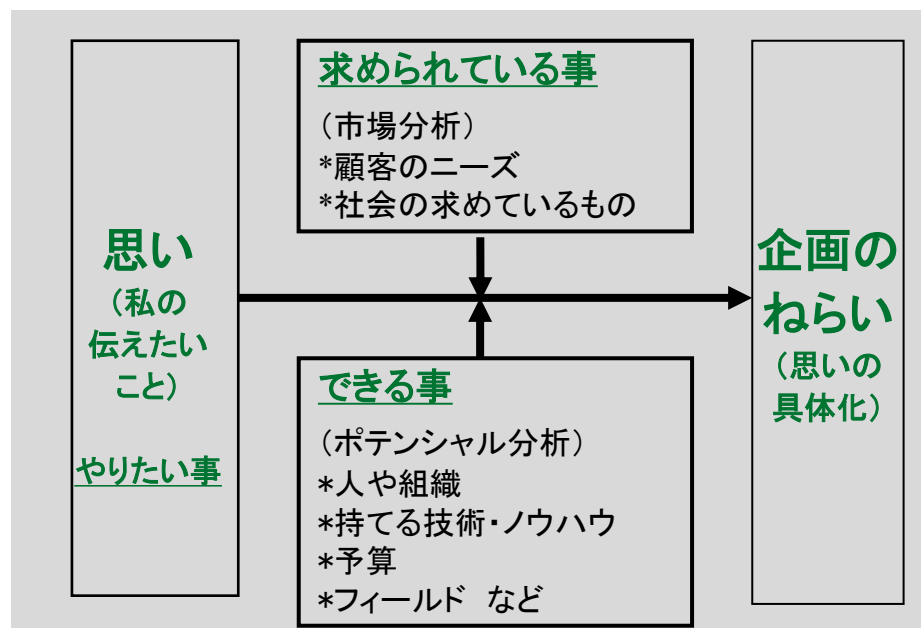 思い
（私の
伝えたい
こと）
やりたい事
求められている事
（市場分析）
*顧客のニーズ
*社会の求めているもの
できる事
（ポテンシャル分析）
*人や組織
*持てる技術・ノウハウ
*予算
*フィールド など
企画の
ねらい
（思いの
具体化）